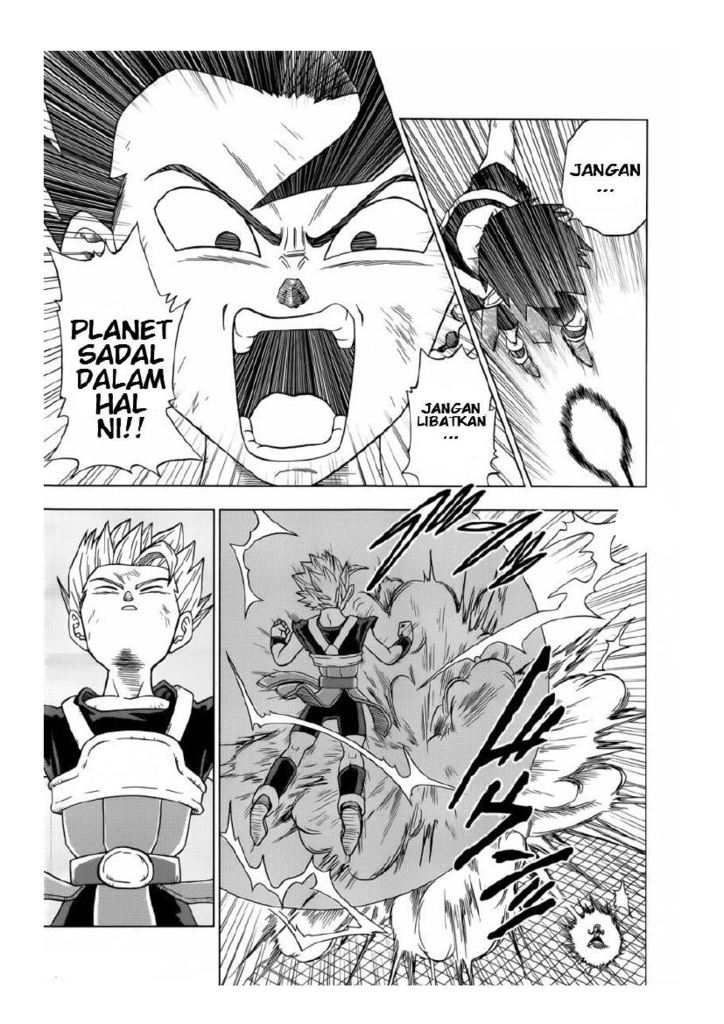 JANGAN
...
JANGAN
LIBATKAN
...
PLANET
SADAL
DALAM
HAL
NI!!